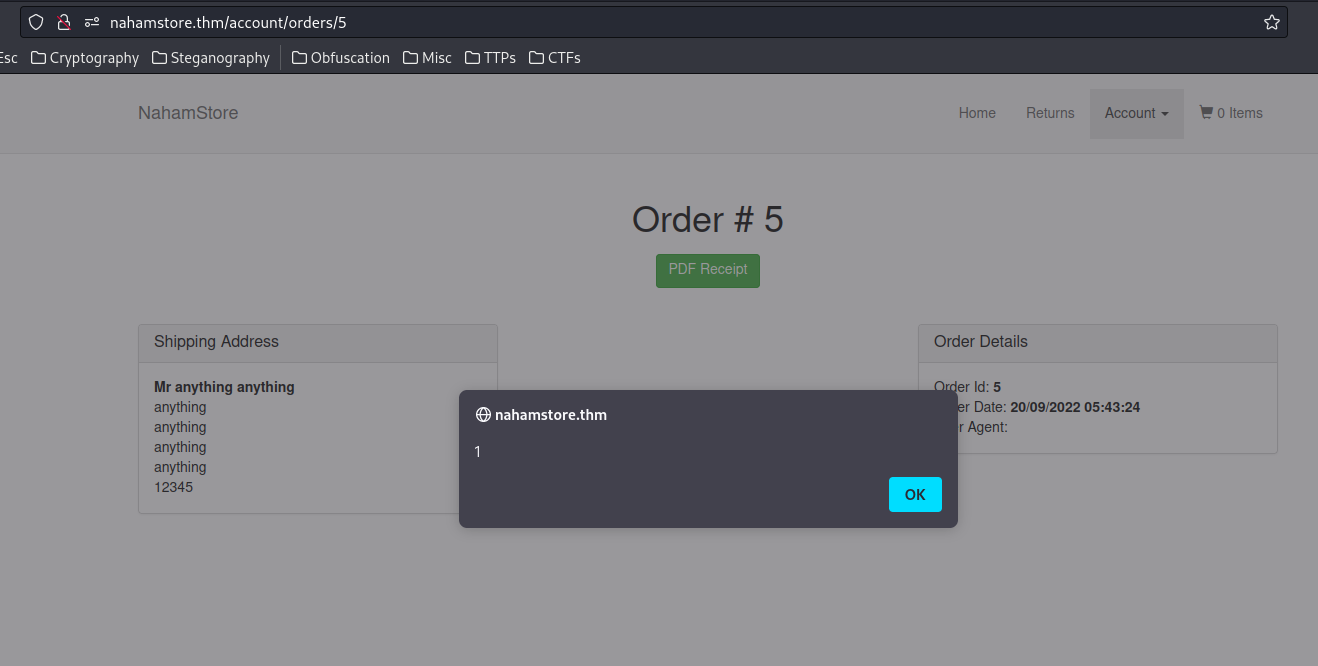 nahamstore.thm/account/orders/5
Esc Cryptography Steganography Obfuscation Misc TTPs CTFs
NahamStore Home Returns Account 0 Items
Order # 5
PDF Receipt
Shipping Address
Mr anything anything
anything
anything
anything
anything
12345
Order Details
Order Id: 5
er Date: 20/09/2022 05:43:24
r Agent:
nahamstore.thm
1
OK